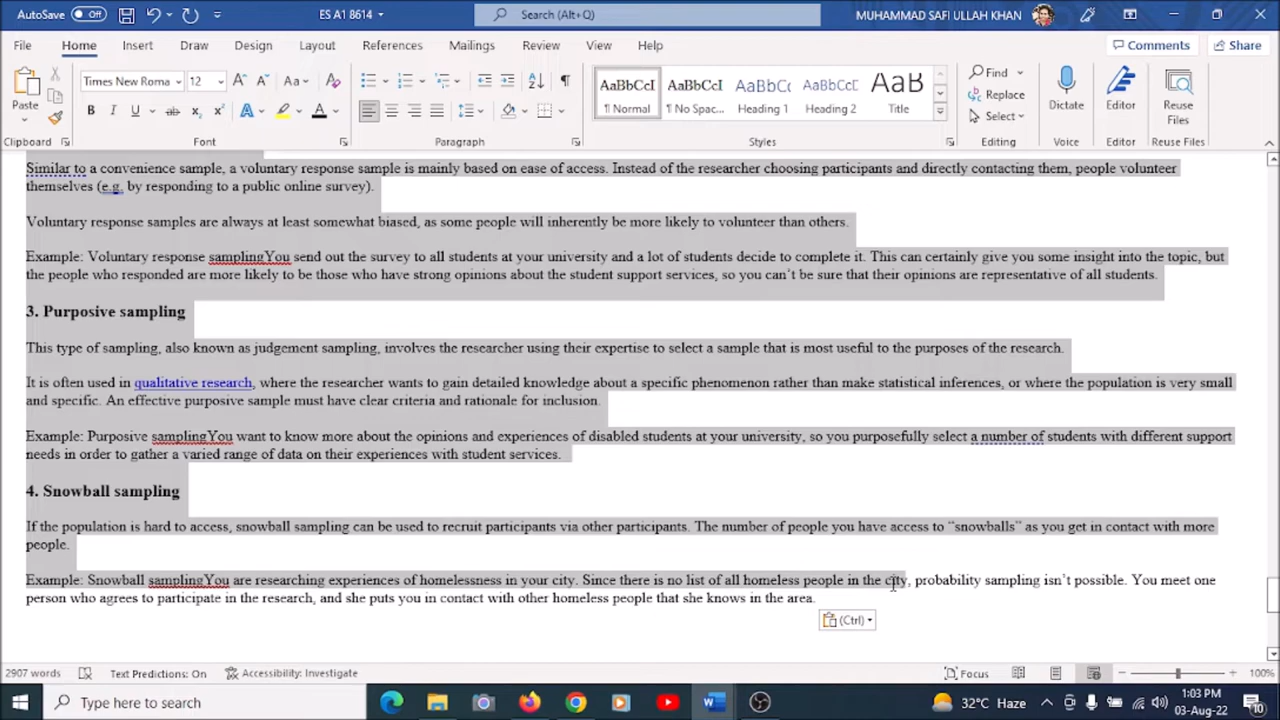 AutoSave Off ES A1 8614 Search (Alt+Q) MUHAMMAD SAFI ULLAH KHAN
File Home Insert Draw Design Layout References Mailings Review View Help Comments Share
Paste Times New Roma 12 Aa AaBbCcI AaBbCcI AaBbCcI AaBbCcD AaB Find Replace Select Dictate Editor Reuse Files
B I U ab x₂ x² A A ¶ Normal ¶ No Spac... Heading 1 Heading 2 Title
Clipboard Font Paragraph Styles Editing Voice Editor Reuse Files
Similar to a convenience sample, a voluntary response sample is mainly based on ease of access. Instead of the researcher choosing participants and directly contacting them, people volunteer
themselves (e.g. by responding to a public online survey).
Voluntary response samples are always at least somewhat biased, as some people will inherently be more likely to volunteer than others.
Example: Voluntary response samplingYou send out the survey to all students at your university and a lot of students decide to complete it. This can certainly give you some insight into the topic, but
the people who responded are more likely to be those who have strong opinions about the student support services, so you can’t be sure that their opinions are representative of all students.
3. Purposive sampling
This type of sampling, also known as judgement sampling, involves the researcher using their expertise to select a sample that is most useful to the purposes of the research.
It is often used in qualitative research, where the researcher wants to gain detailed knowledge about a specific phenomenon rather than make statistical inferences, or where the population is very small
and specific. An effective purposive sample must have clear criteria and rationale for inclusion.
Example: Purposive samplingYou want to know more about the opinions and experiences of disabled students at your university, so you purposefully select a number of students with different support
needs in order to gather a varied range of data on their experiences with student services.
4. Snowball sampling
If the population is hard to access, snowball sampling can be used to recruit participants via other participants. The number of people you have access to “snowballs” as you get in contact with more
people.
Example: Snowball samplingYou are researching experiences of homelessness in your city. Since there is no list of all homeless people in the city, probability sampling isn’t possible. You meet one
person who agrees to participate in the research, and she puts you in contact with other homeless people that she knows in the area.
(Ctrl)
2907 words Text Predictions: On Accessibility: Investigate Focus 100%
Type here to search 32°C Haze 1:03 PM
03-Aug-22 10